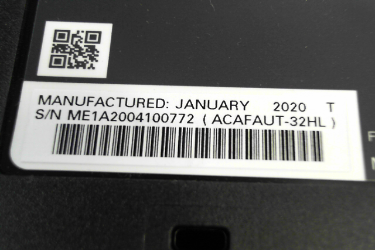 MANUFACTURED: JANUARY 2020 T
S/N ME1A2004100772 ( ACAFAUT-32HL )